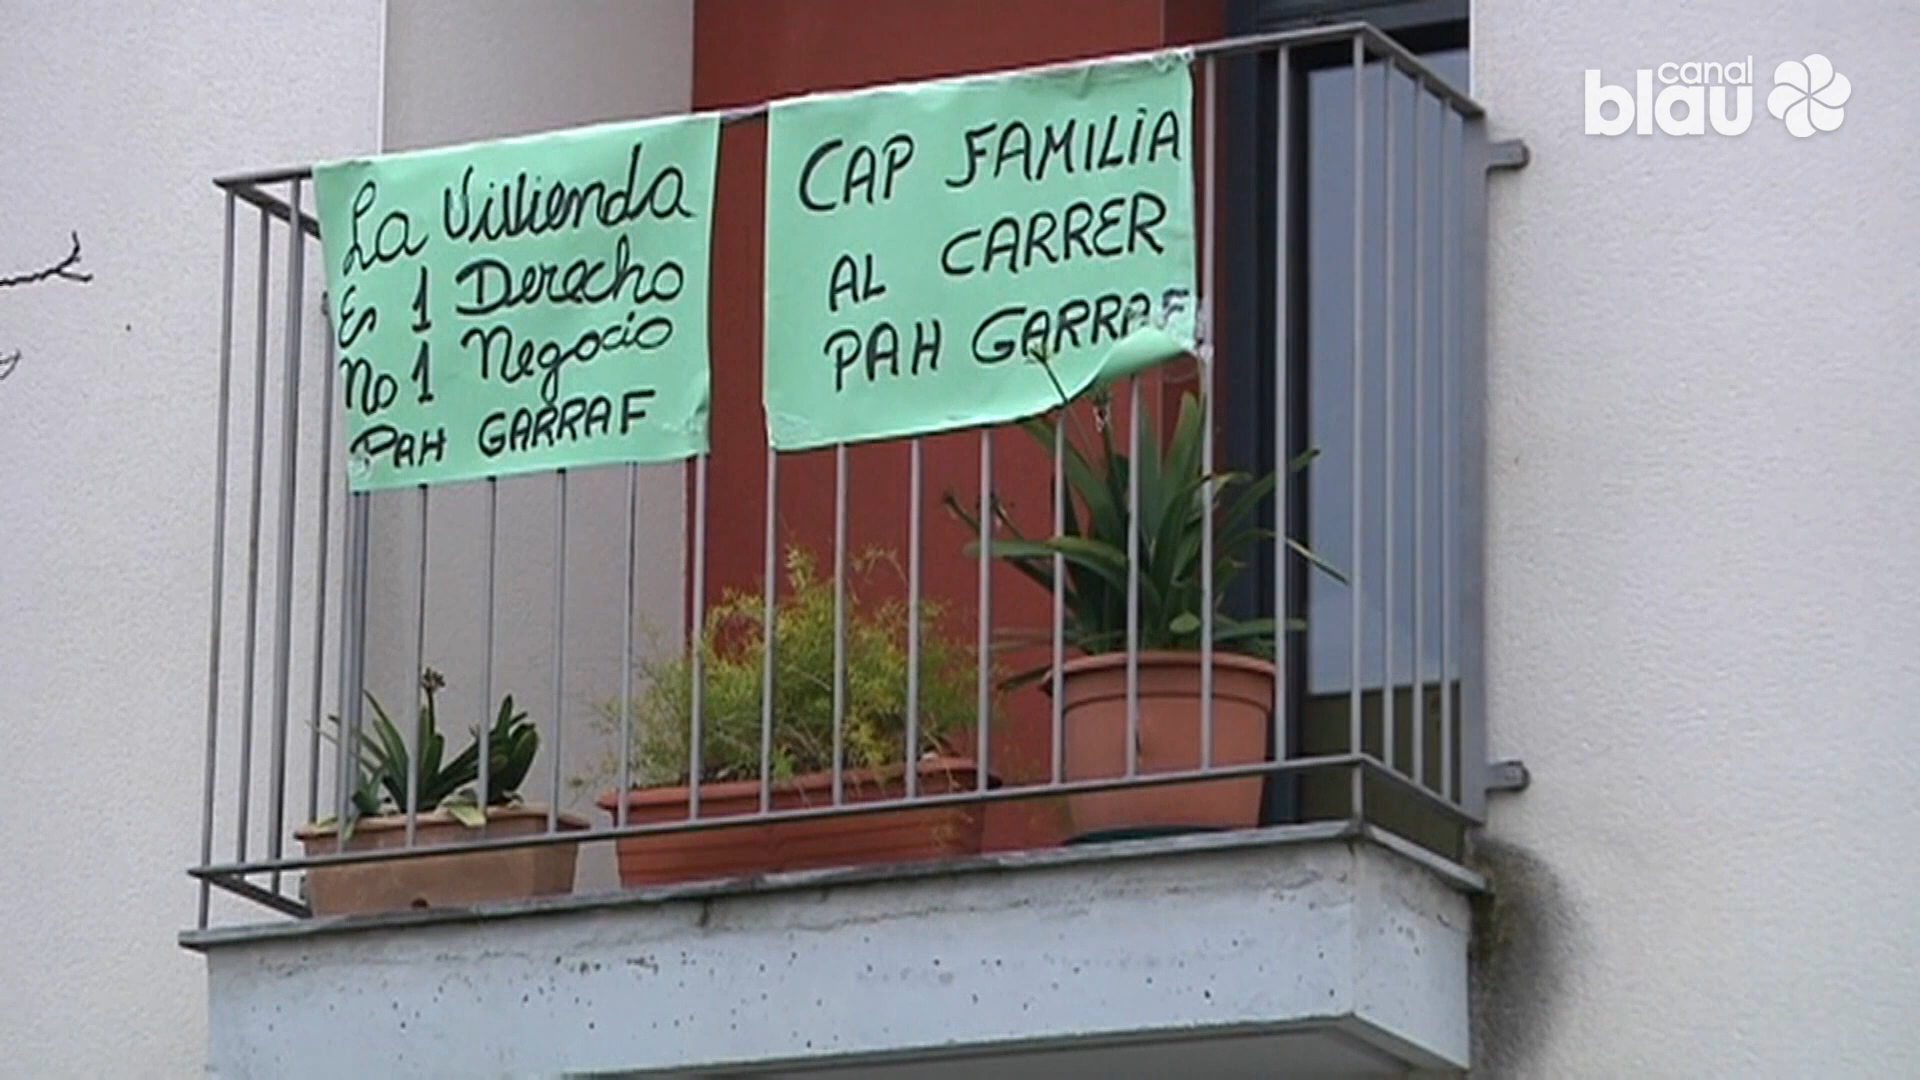 La Vivienda
Es 1 Derecho
No 1 Negocio
PAH GARRAF
CAP FAMILIA
AL CARRER
PAH GARRAF
canal
blau